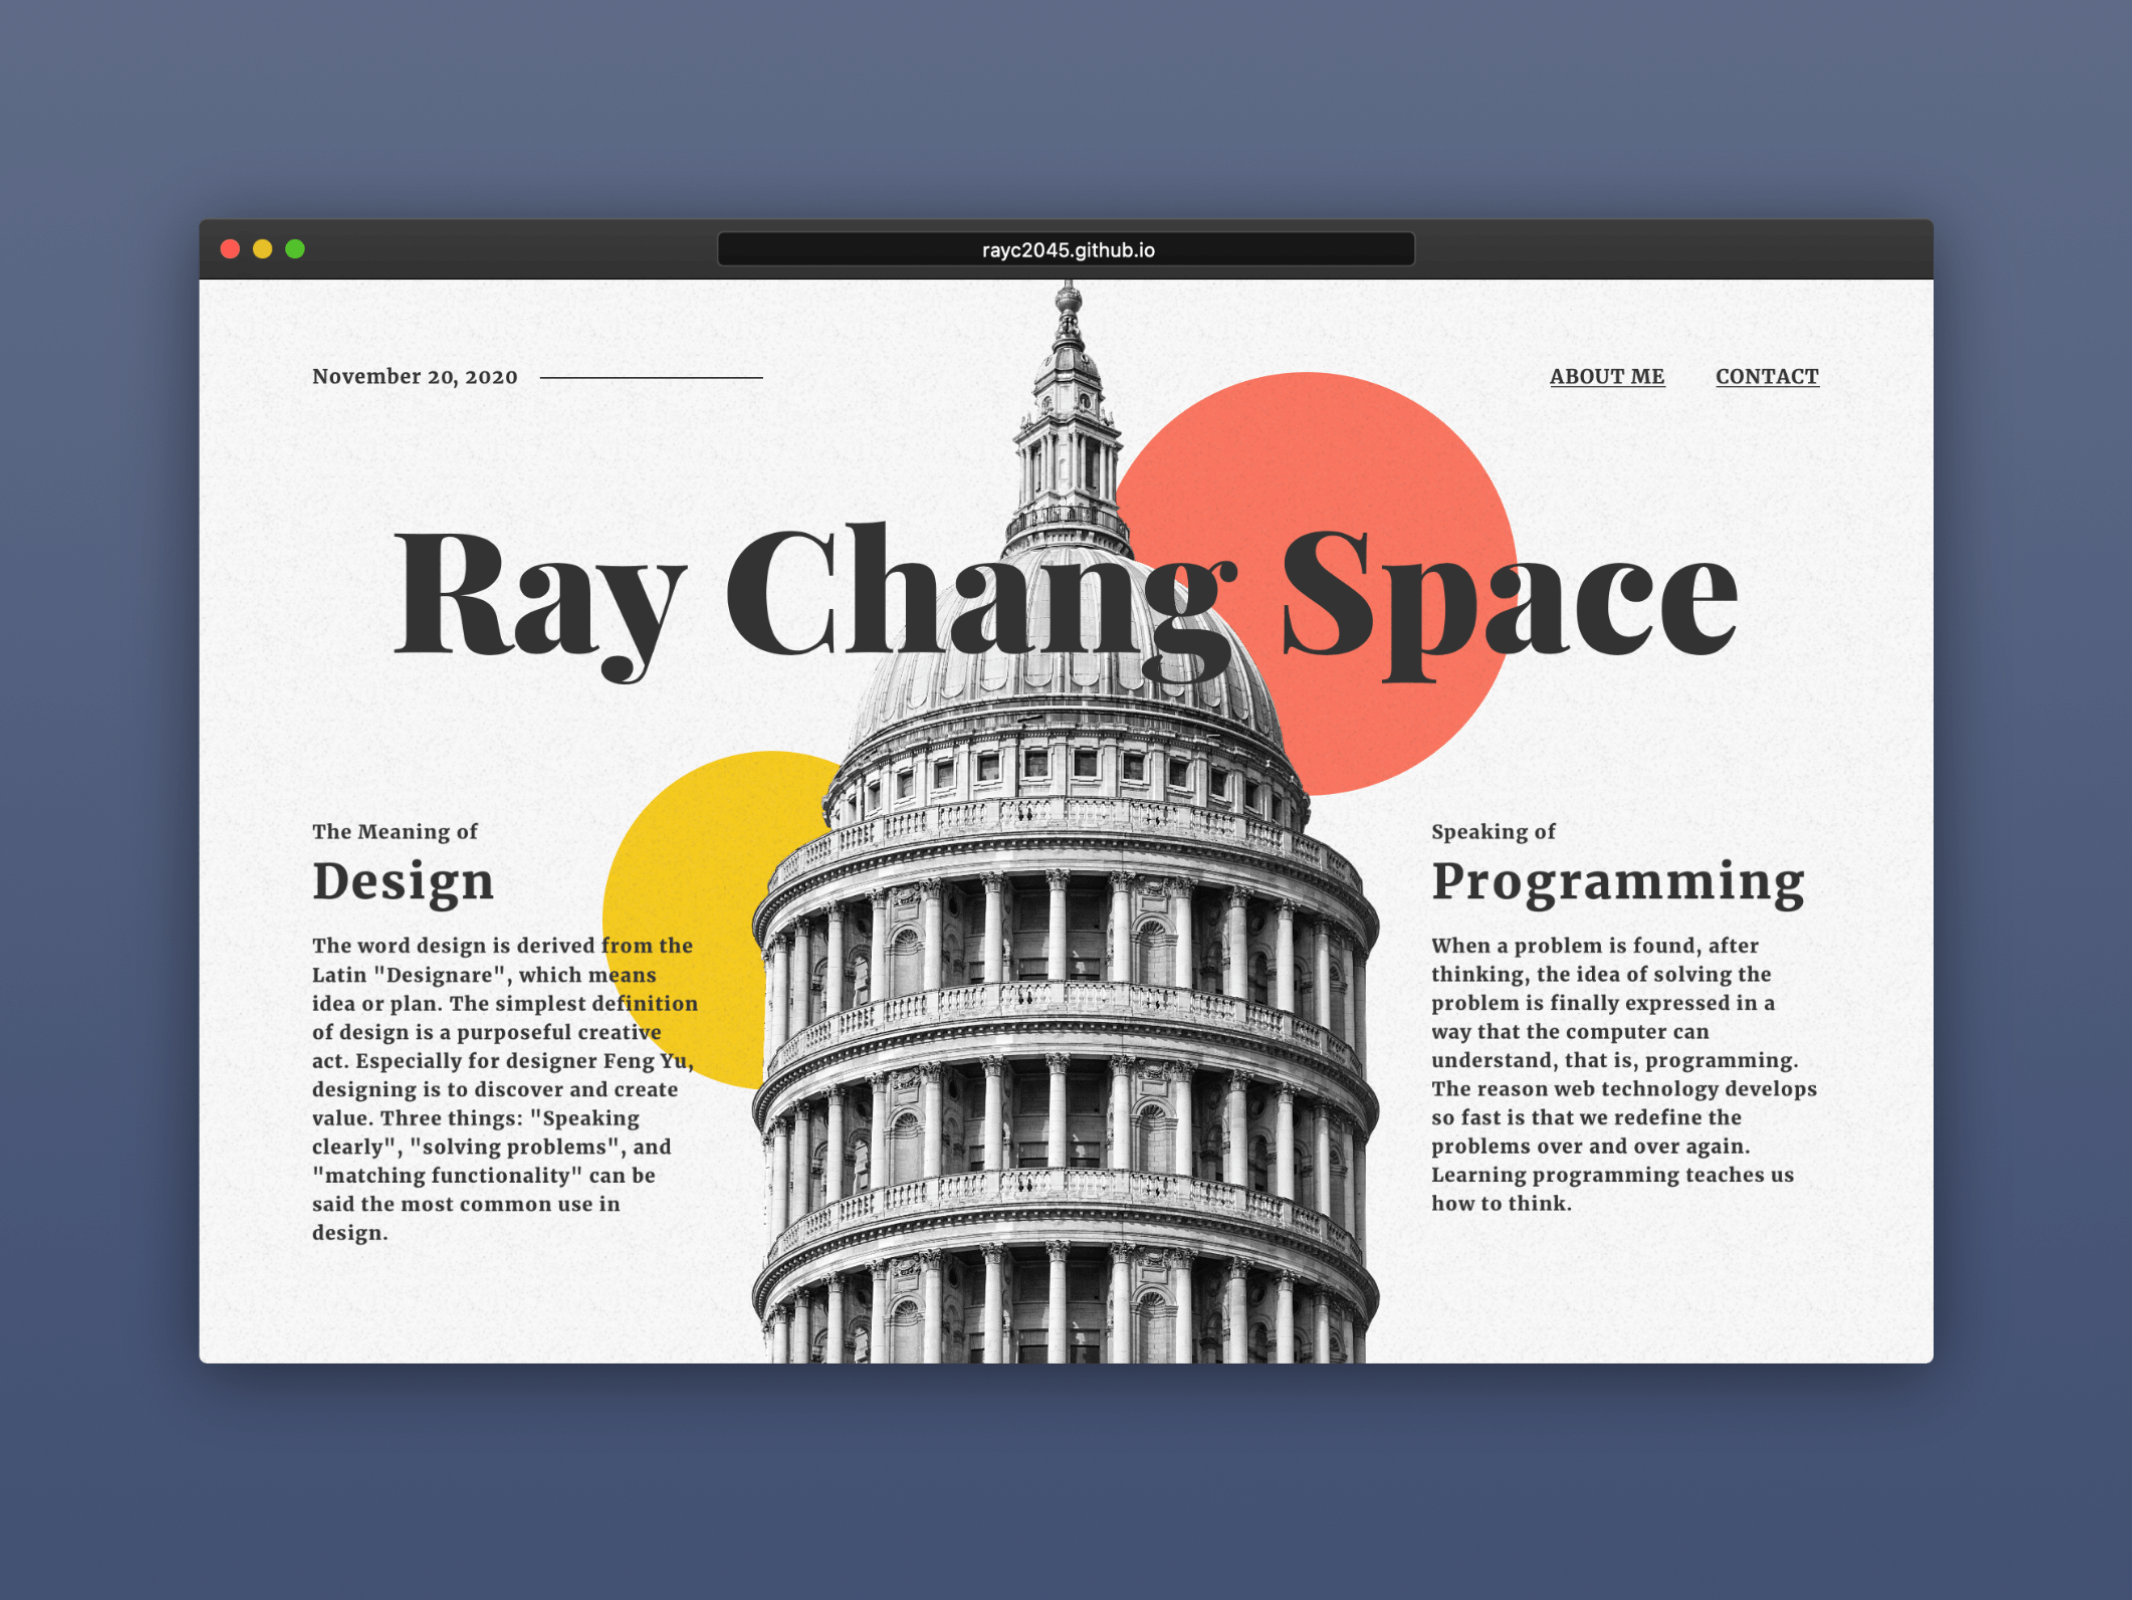 rayc2045.github.io
November 20, 2020
ABOUT ME
CONTACT
Ray Chang Space
The Meaning of
Design
The word design is derived from the
Latin "Designare", which means
idea or plan. The simplest definition
of design is a purposeful creative
act. Especially for designer Feng Yu,
designing is to discover and create
value. Three things: "Speaking
clearly", "solving problems", and
"matching functionality" can be
said the most common use in
design.
Speaking of
Programming
When a problem is found, after
thinking, the idea of solving the
problem is finally expressed in a
way that the computer can
understand, that is, programming.
The reason web technology develops
so fast is that we redefine the
problems over and over again.
Learning programming teaches us
how to think.